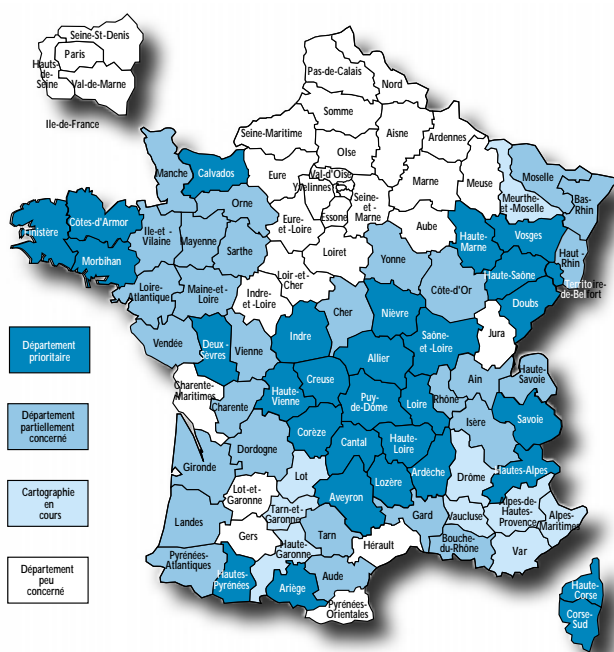 Seine-St-Denis
Paris
Hauts-
de-
Seine
Val-de-Marne
Ile-de-France
Pas-de-Calais
Nord
Somme
Seine-Maritime
Aisne
Ardennes
OIse
Manche
Calvados
Eure
Val-d'Oise
Yvelinnes
Marne
Meuse
Moselle
Meurthe-
et-Moselle
Bas-
Rhin
Orne
Essone
Seine-
et-
Marne
Eure-
et-Loire
Aube
Haute-
Marne
Vosges
Haut-
Rhin
Finistère
Côtes-d'Armor
Morbihan
Ile-et -
Vilaine
Mayenne
Sarthe
Loiret
Yonne
Haute-Saône
Territoire-
de-Belfort
Loire-
Atlantique
Maine-et-
Loire
Indre-
et-Loire
Loir -et-
Cher
Cher
Nièvre
Côte-d'Or
Doubs
Jura
Vendée
Deux -
Sèvres
Vienne
Indre
Saône-
et -Loire
Allier
Département
prioritaire
Charente-
Maritimes
Charente
Haute-
Vienne
Creuse
Puy-
de-Dôme
Loire
Rhône
Ain
Haute-
Savoie
Savoie
Isère
Département
partiellement
concerné
Dordogne
Corèze
Cantal
Haute-
Loire
Ardèche
Drôme
Hautes-Alpes
Gironde
Lot
Lot-et-
Garonne
Aveyron
Lozère
Cartographie
en
cours
Landes
Tarn-et-
Garonne
Gers
Haute-
Garonne
Tarn
Hérault
Gard
Vaucluse
Alpes-de-
Hautes-
Provence
Alpes-
Maritimes
Bouche-
du-Rhône
Var
Département
peu
concerné
Pyrénées-
Atlantiques
Hautes-
Pyrénées
Ariège
Aude
Pyrénées-
Orientales
Haute-
Corse
Corse-
Sud